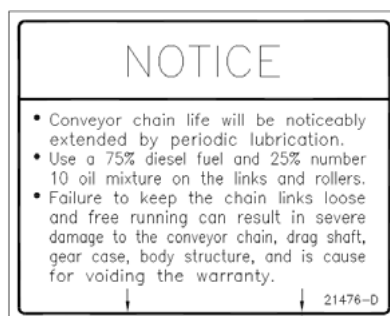 NOTICE
• Conveyor chain life will be noticeably
extended by periodic lubrication.
• Use a 75% diesel fuel and 25% number
10 oil mixture on the links and rollers.
• Failure to keep the chain links loose
and free running can result in severe
damage to the conveyor chain, drag shaft,
gear case, body structure, and is cause
for voiding the warranty.
21476-D